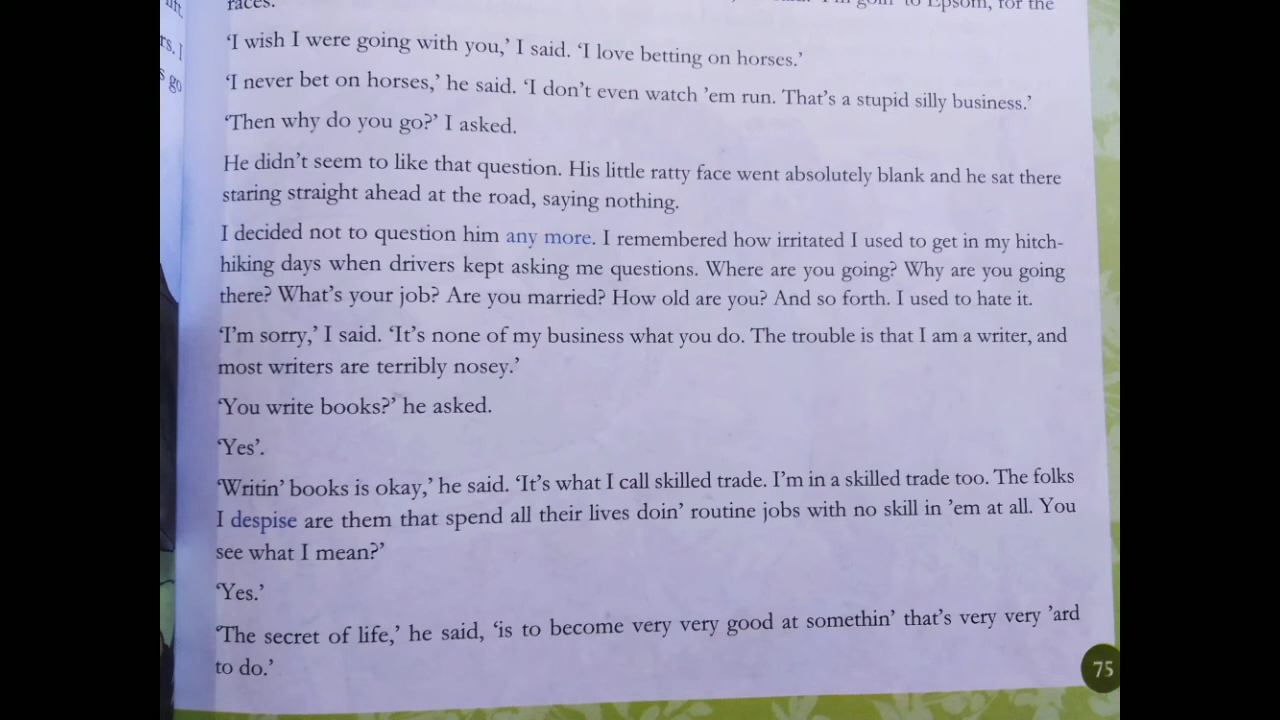 ift.
rs. I
s go
races.
to Epsom, for the
‘I wish I were going with you,’ I said. ‘I love betting on horses.’
‘I never bet on horses,’ he said. ‘I don’t even watch ’em run. That’s a stupid silly business.’
‘Then why do you go?’ I asked.
He didn’t seem to like that question. His little ratty face went absolutely blank and he sat there
staring straight ahead at the road, saying nothing.
I decided not to question him any more. I remembered how irritated I used to get in my hitch-
hiking days when drivers kept asking me questions. Where are you going? Why are you going
there? What’s your job? Are you married? How old are you? And so forth. I used to hate it.
‘I’m sorry,’ I said. ‘It’s none of my business what you do. The trouble is that I am a writer, and
most writers are terribly nosey.’
‘You write books?’ he asked.
‘Yes’.
‘Writin’ books is okay,’ he said. ‘It’s what I call skilled trade. I’m in a skilled trade too. The folks
I despise are them that spend all their lives doin’ routine jobs with no skill in ’em at all. You
see what I mean?’
‘Yes.’
‘The secret of life,’ he said, ‘is to become very very good at somethin’ that’s very very ’ard
to do.’
75